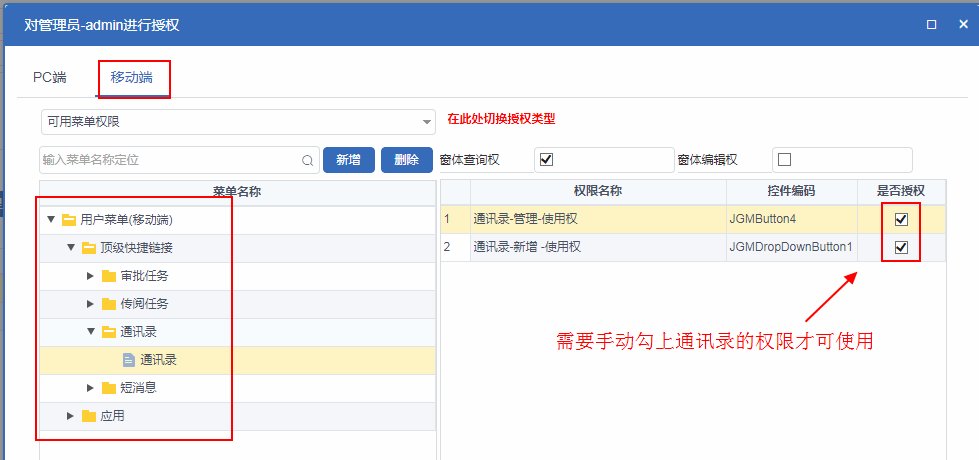 对管理员-admin进行授权
PC端 移动端
可用菜单权限 在此处切换授权类型
输入菜单名称定位 新增 删除 窗体查询权 窗体编辑权
菜单名称 权限名称 控件编码 是否授权
用户菜单(移动端) 1 通讯录-管理-使用权 JGMButton4
顶级快捷链接 2 通讯录-新增 -使用权 JGMDropDownButton1
审批任务
传阅任务
通讯录
需要手动勾上通讯录的权限才可使用
通讯录
短消息
应用